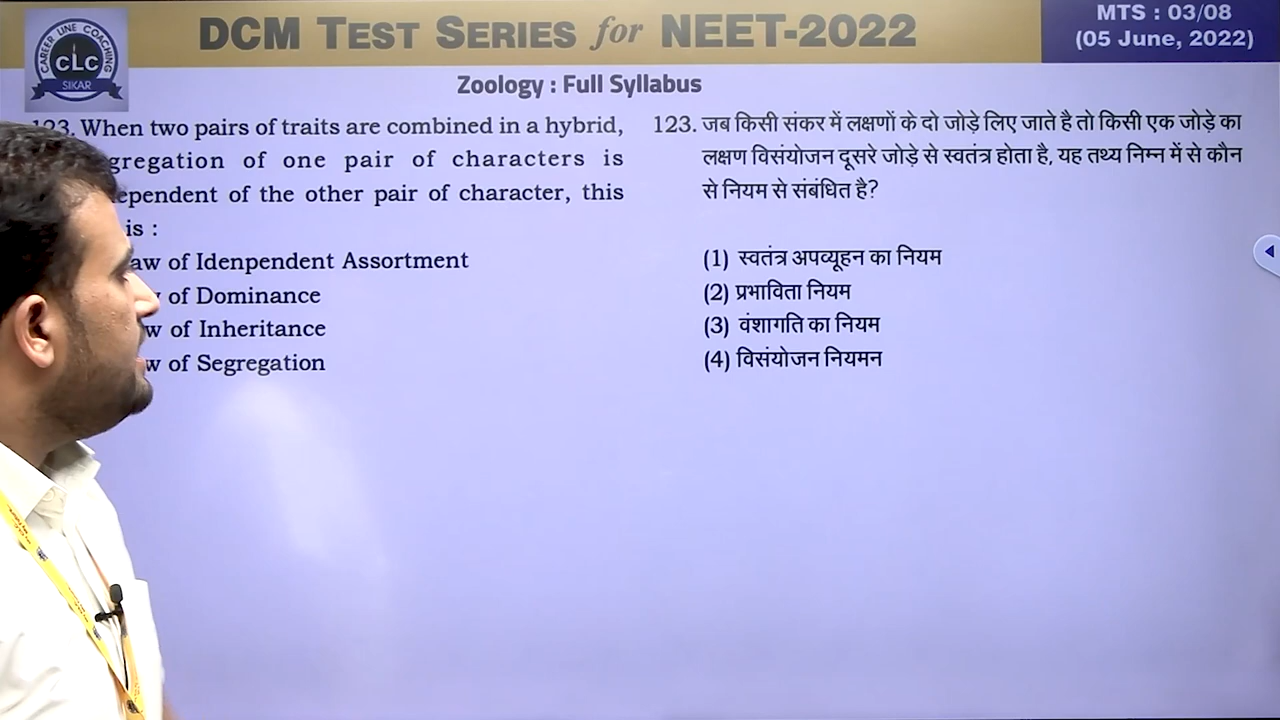 DCM TEST SERIES for NEET-2022
MTS : 03/08
(05 June, 2022)
CAREER LINE COACHING
CLC
SIKAR
Zoology : Full Syllabus
123. When two pairs of traits are combined in a hybrid,
gregation of one pair of characters is
ependent of the other pair of character, this
is :
aw of Idenpendent Assortment
of Dominance
w of Inheritance
w of Segregation
123. जब किसी संकर में लक्षणों के दो जोड़े लिए जाते है तो किसी एक जोड़े का
लक्षण विसंयोजन दूसरे जोड़े से स्वतंत्र होता है, यह तथ्य निम्न में से कौन
से नियम से संबंधित है?
(1) स्वतंत्र अपव्यूहन का नियम
(2) प्रभाविता नियम
(3) वंशागति का नियम
(4) विसंयोजन नियमन